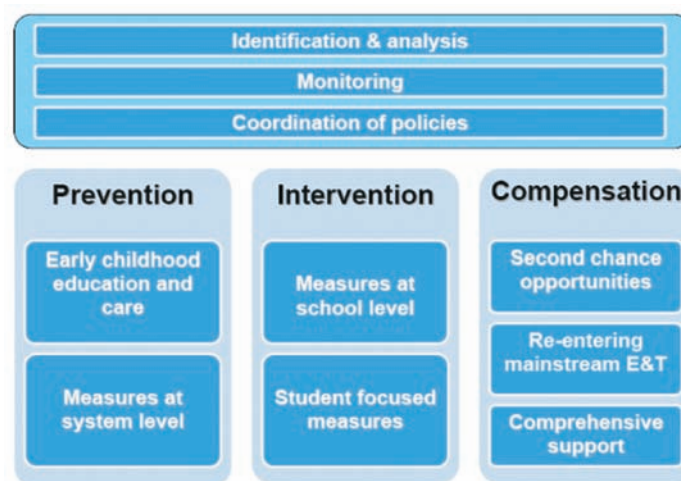 Identification & analysis
Monitoring
Coordination of policies
Prevention
Early childhood
education and
care
Measures at
system level
Intervention
Measures at
school level
Student focused
measures
Compensation
Second chance
opportunities
Re-entering
mainstream E&T
Comprehensive
support